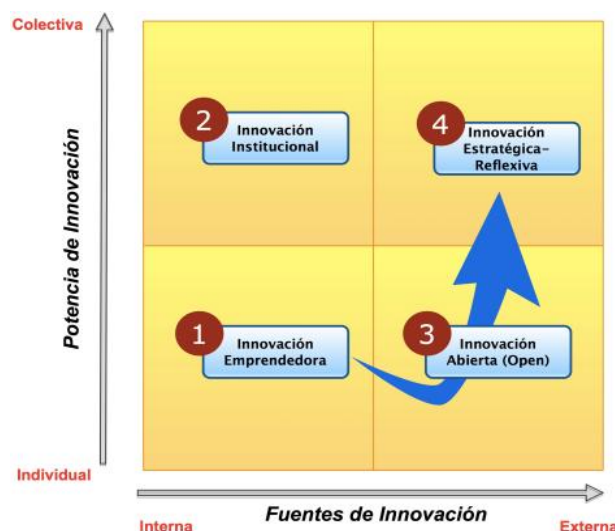 Colectiva
Potencia de Innovación
Individual
2
Innovación
Institucional
4
Innovación
Estratégica-
Reflexiva
1
Innovación
Emprendedora
3
Innovación
Abierta (Open)
Interna
Fuentes de Innovación
Externa